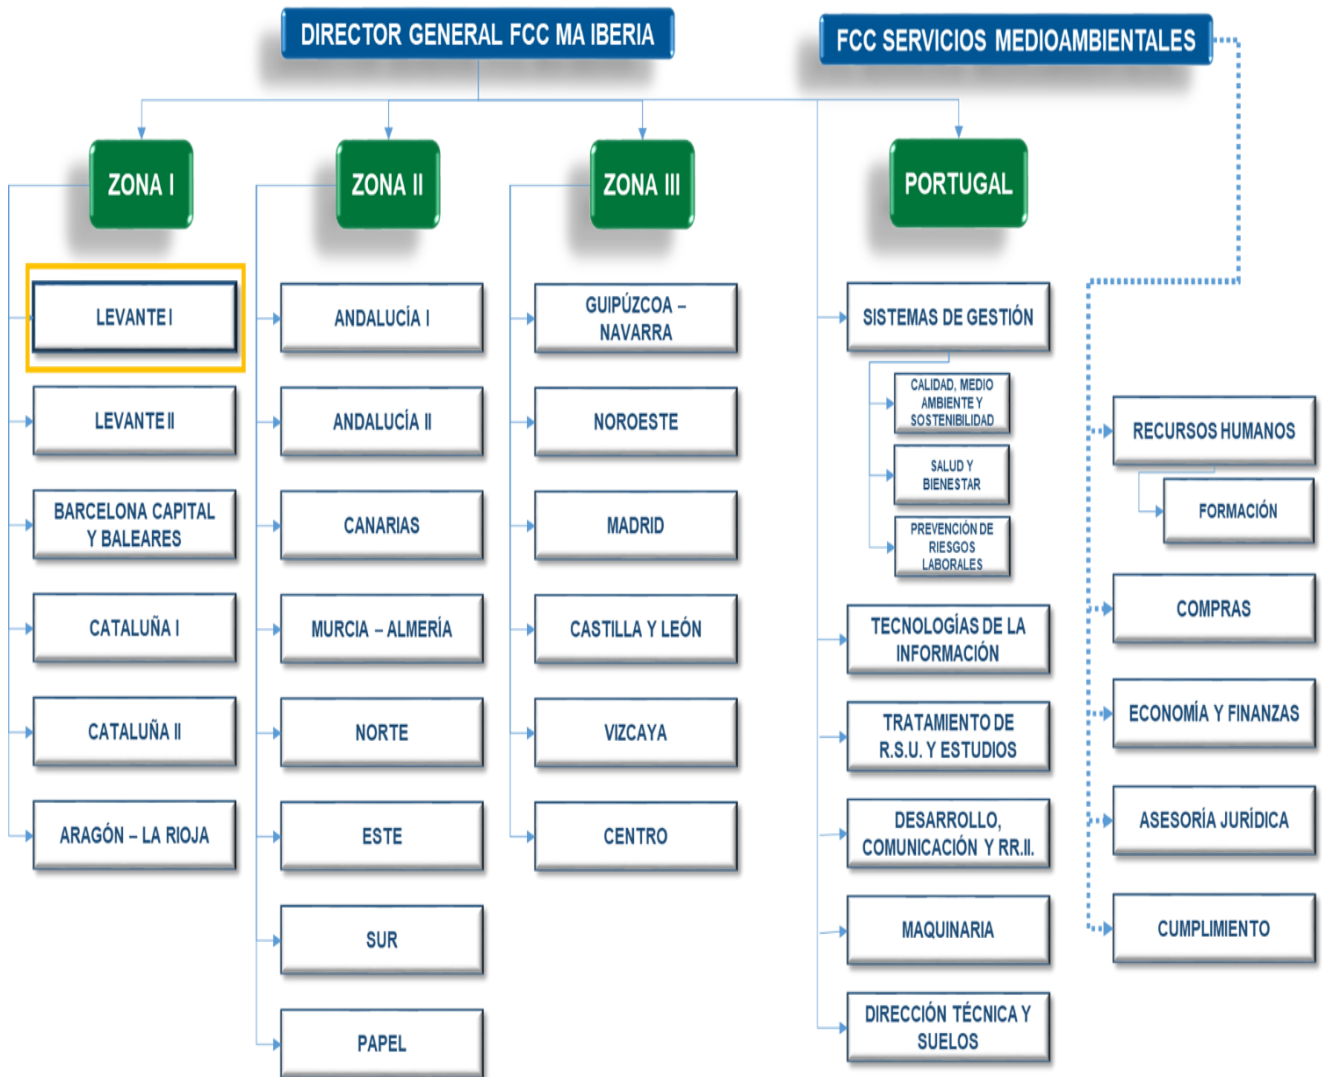 DIRECTOR GENERAL FCC MA IBERIA
FCC SERVICIOS MEDIOAMBIENTALES
ZONA I
LEVANTE I
LEVANTE II
BARCELONA CAPITAL
Y BALEARES
CATALUÑA I
CATALUÑA II
ARAGÓN – LA RIOJA
ZONA II
ANDALUCÍA I
ANDALUCÍA II
CANARIAS
MURCIA – ALMERÍA
NORTE
ESTE
SUR
PAPEL
ZONA III
GUIPÚZCOA –
NAVARRA
NOROESTE
MADRID
CASTILLA Y LEÓN
VIZCAYA
CENTRO
PORTUGAL
SISTEMAS DE GESTIÓN
CALIDAD, MEDIO
AMBIENTE Y
SOSTENIBILIDAD
SALUD Y
BIENESTAR
PREVENCIÓN DE
RIESGOS
LABORALES
TECNOLOGÍAS DE LA
INFORMACIÓN
TRATAMIENTO DE
R.S.U. Y ESTUDIOS
DESARROLLO,
COMUNICACIÓN Y RR.II.
MAQUINARIA
DIRECCIÓN TÉCNICA Y
SUELOS
RECURSOS HUMANOS
FORMACIÓN
COMPRAS
ECONOMÍA Y FINANZAS
ASESORÍA JURÍDICA
CUMPLIMIENTO